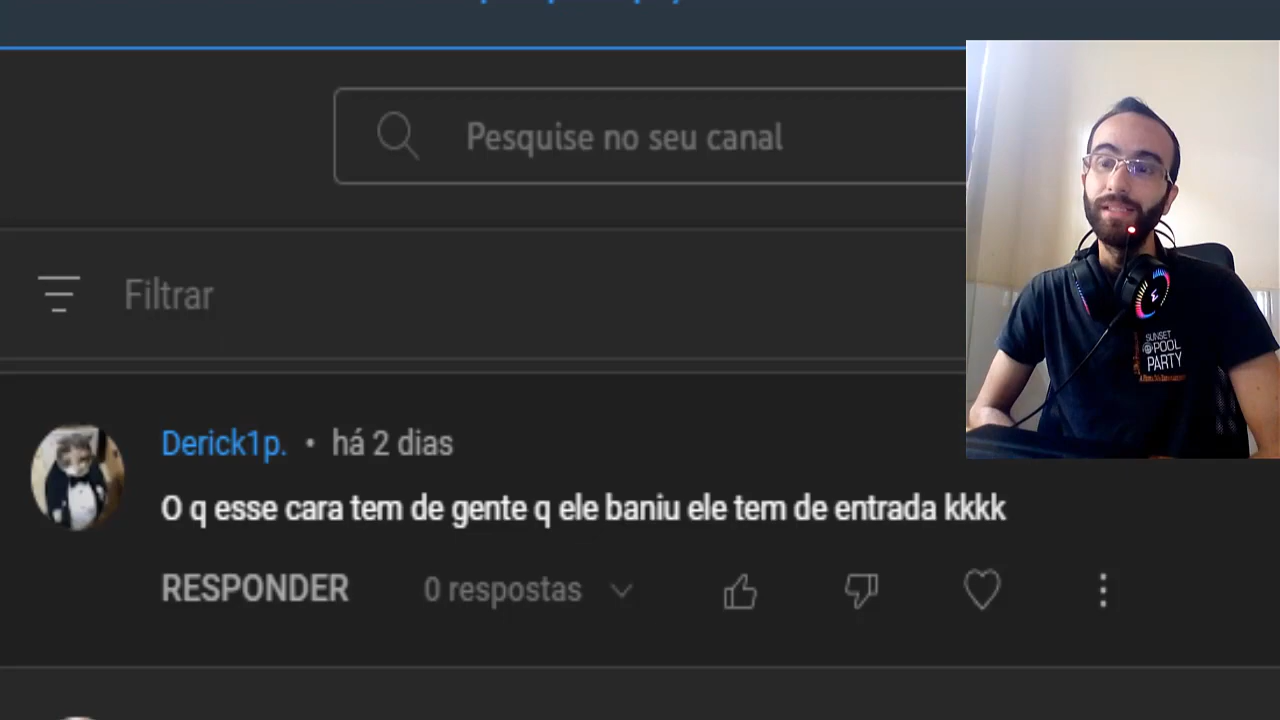 Pesquise no seu canal
Filtrar
Derick1p. • há 2 dias
O q esse cara tem de gente q ele baniu ele tem de entrada kkkk
RESPONDER 0 respostas
SUNSET
POOL
PARTY